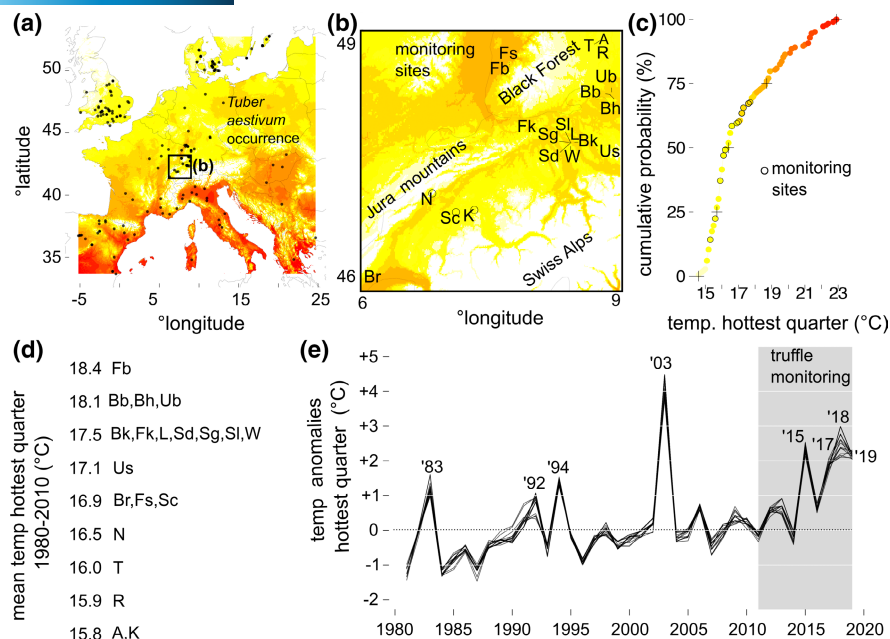 (a)
50
45
40
35
°latitude
Tuber
aestivum
occurrence
(b)
-5
5
15
25
°longitude
(b)
49
46
monitoring
sites
Fs
Fb
Black Forest
T
A
R
Ub
Bb
Bh
Fk
Sg
Sl
L
Bk
Us
Sd
W
Jura mountains
N
Sc
K
Swiss Alps
Br
6
9
°longitude
(c)
100
75
50
25
0
cumulative probability (%)
monitoring
sites
15
17
19
21
23
temp. hottest quarter (°C)
(d)
mean temp hottest quarter
1980-2010 (°C)
18.4 Fb
18.1 Bb,Bh,Ub
17.5 Bk,Fk,L,Sd,Sg,Sl,W
17.1 Us
16.9 Br,Fs,Sc
16.5 N
16.0 T
15.9 R
15.8 A,K
(e)
temp anomalies
hottest quarter (°C)
+5
+4
+3
+2
+1
0
-1
-2
'83
'92
'94
'03
truffle
monitoring
'15
'17
'18
'19
1980
1985
1990
1995
2000
2005
2010
2015
2020